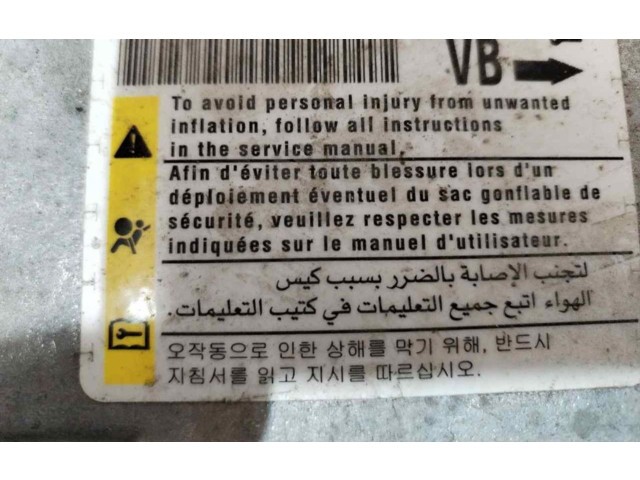 VB
To avoid personal injury from unwanted
inflation, follow all instructions
in the service manual.
Afin d'éviter toute blessure lors d'un
déploiement éventuel du sac gonflable de
sécurité, veuillez respecter les mesures
indiquées sur le manuel d'utilisateur.
لتجنب الإصابة بالضرر بسبب كيس
الهواء اتبع جميع التعليمات في كتيب التعليمات.
오작동으로 인한 상해를 막기 위해, 반드시
지침서를 읽고 지시를 따르십시오.